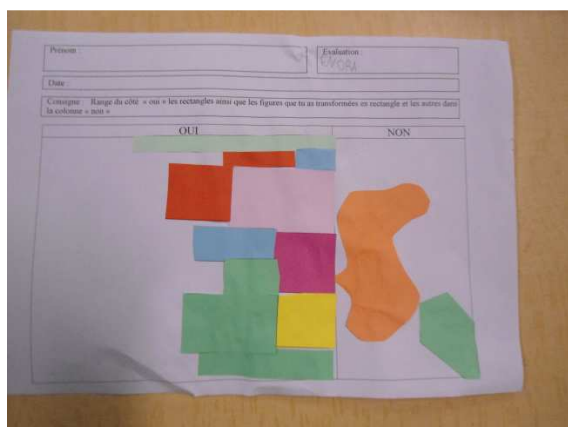 Prénom :
Evaluation :
Date :
Consigne : Range du côté « oui » les rectangles ainsi que les figures que tu as transformées en rectangle et les autres dans
la colonne « non »
OUI
NON